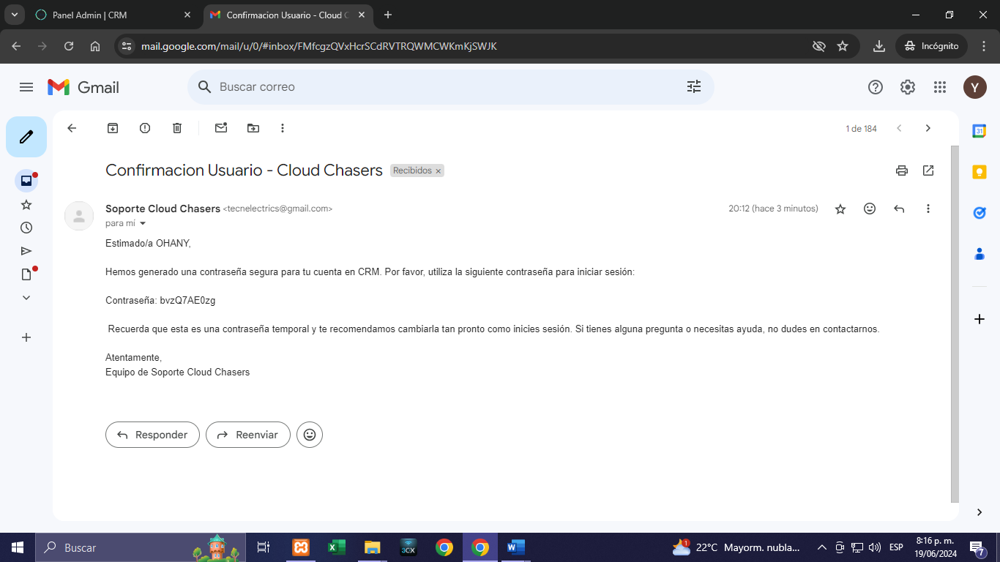 Panel Admin | CRM
Confirmacion Usuario - Cloud C
mail.google.com/mail/u/0/#inbox/FMfcgzQVxHcrSCdRVTRQWMCWKmKjSWJK
Incógnito
Gmail
Buscar correo
Y
1 de 184
31
Confirmacion Usuario - Cloud Chasers
Recibidos ×
Soporte Cloud Chasers <tecnelectrics@gmail.com>
20:12 (hace 3 minutos)
para mí
Estimado/a OHANY,
Hemos generado una contraseña segura para tu cuenta en CRM. Por favor, utiliza la siguiente contraseña para iniciar sesión:
Contraseña: bvzQ7AE0zg
Recuerda que esta es una contraseña temporal y te recomendamos cambiarla tan pronto como inicies sesión. Si tienes alguna pregunta o necesitas ayuda, no dudes en contactarnos.
Atentamente,
Equipo de Soporte Cloud Chasers
Responder
Reenviar
Buscar
3CX
1
22°C Mayorm. nubla...
ESP
8:16 p. m.
19/06/2024
7